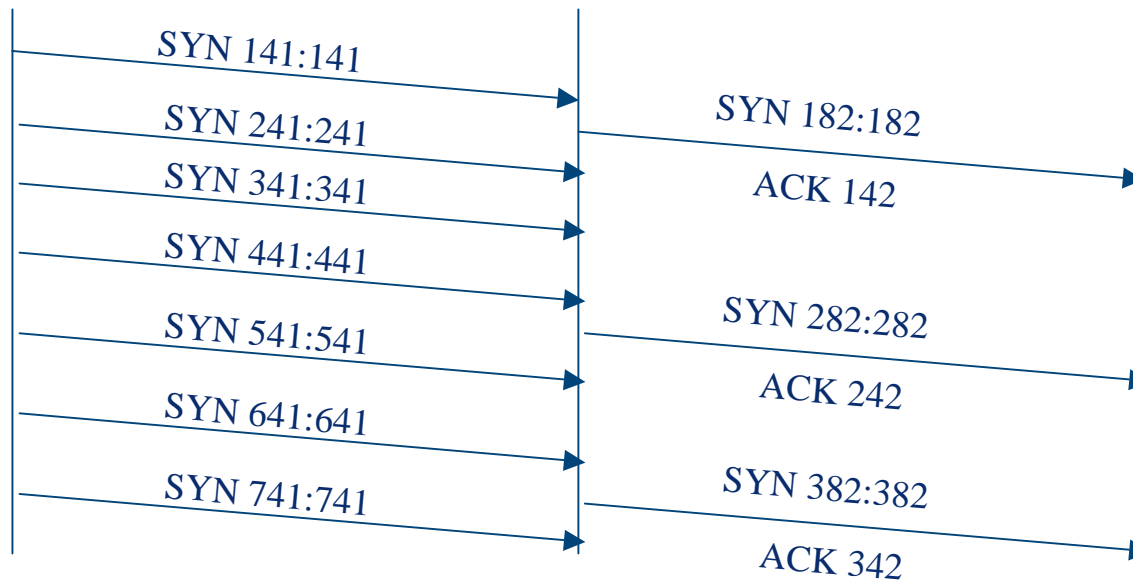 SYN 141:141
SYN 241:241
SYN 341:341
SYN 441:441
SYN 541:541
SYN 641:641
SYN 741:741
SYN 182:182
ACK 142
SYN 282:282
ACK 242
SYN 382:382
ACK 342